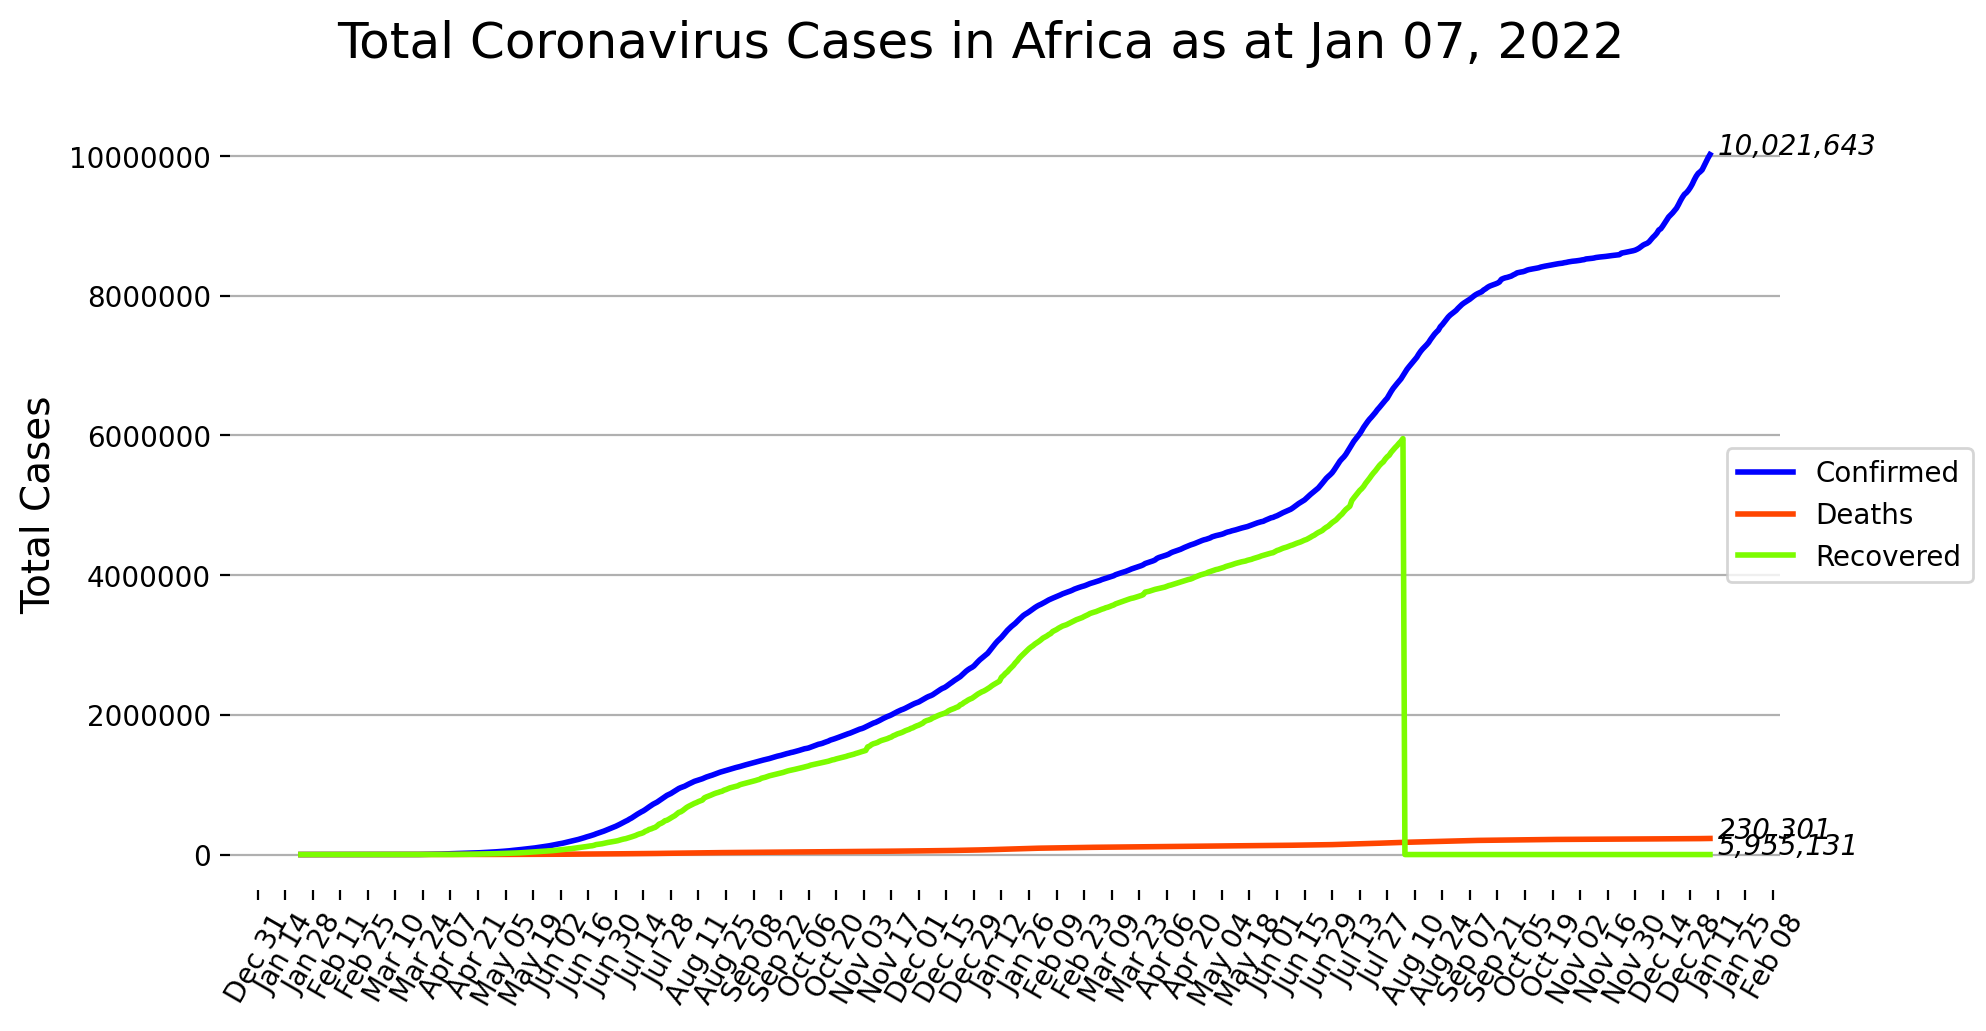 Total Coronavirus Cases in Africa as at Jan 07, 2022
Total Cases
10000000
8000000
6000000
4000000
2000000
0
10,021,643
230,301
5,955,131
Confirmed
Deaths
Recovered
Dec 31
Jan 14
Jan 28
Feb 11
Feb 25
Mar 10
Mar 24
Apr 07
Apr 21
May 05
May 19
Jun 02
Jun 16
Jun 30
Jul 14
Jul 28
Aug 11
Aug 25
Sep 08
Sep 22
Oct 06
Oct 20
Nov 03
Nov 17
Dec 01
Dec 15
Dec 29
Jan 12
Jan 26
Feb 09
Feb 23
Mar 09
Mar 23
Apr 06
Apr 20
May 04
May 18
Jun 01
Jun 15
Jun 29
Jul 13
Jul 27
Aug 10
Aug 24
Sep 07
Sep 21
Oct 05
Oct 19
Nov 02
Nov 16
Nov 30
Dec 14
Dec 28
Jan 11
Jan 25
Feb 08